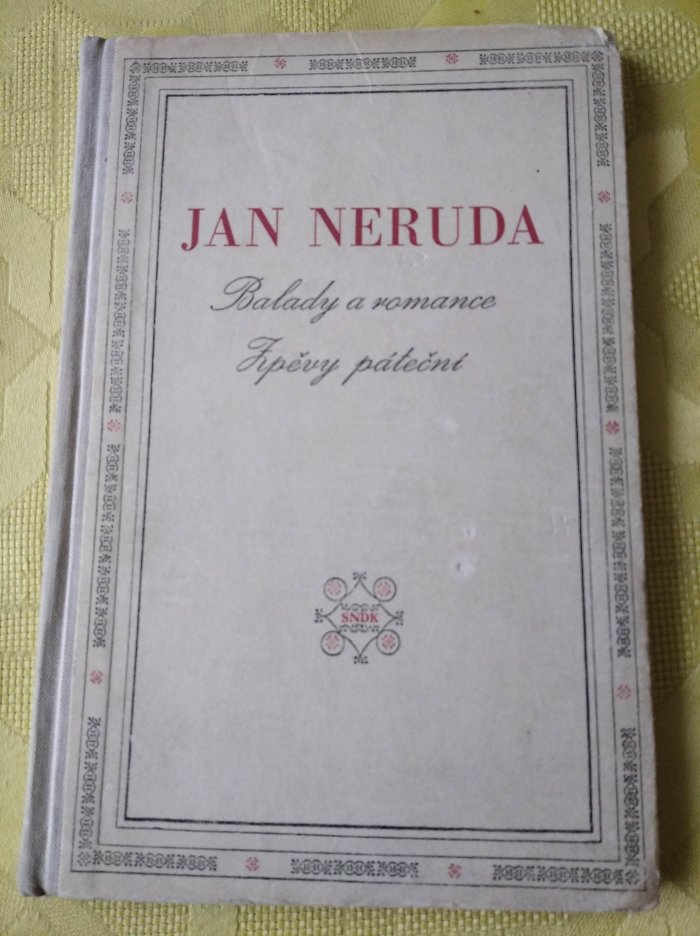 JAN NERUDA
Balady a romance
Zpěvy páteční
SNDK